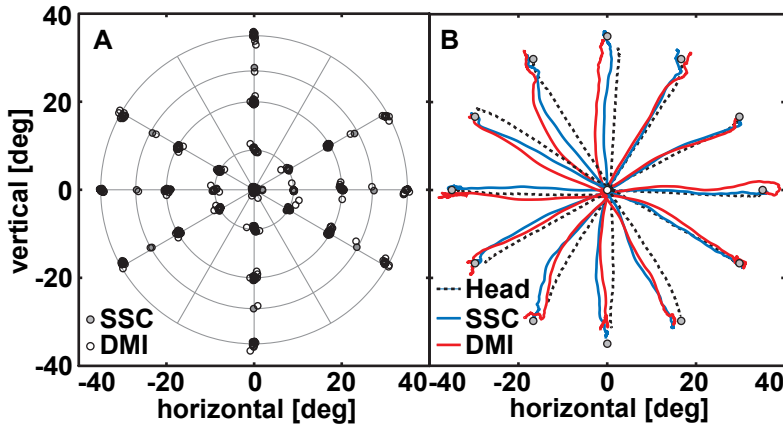 A
B
40
20
0
-20
-40
vertical [deg]
SSC
DMI
Head
SSC
DMI
-40 -20 0 20 40
-20 0 20 40
horizontal [deg]
horizontal [deg]